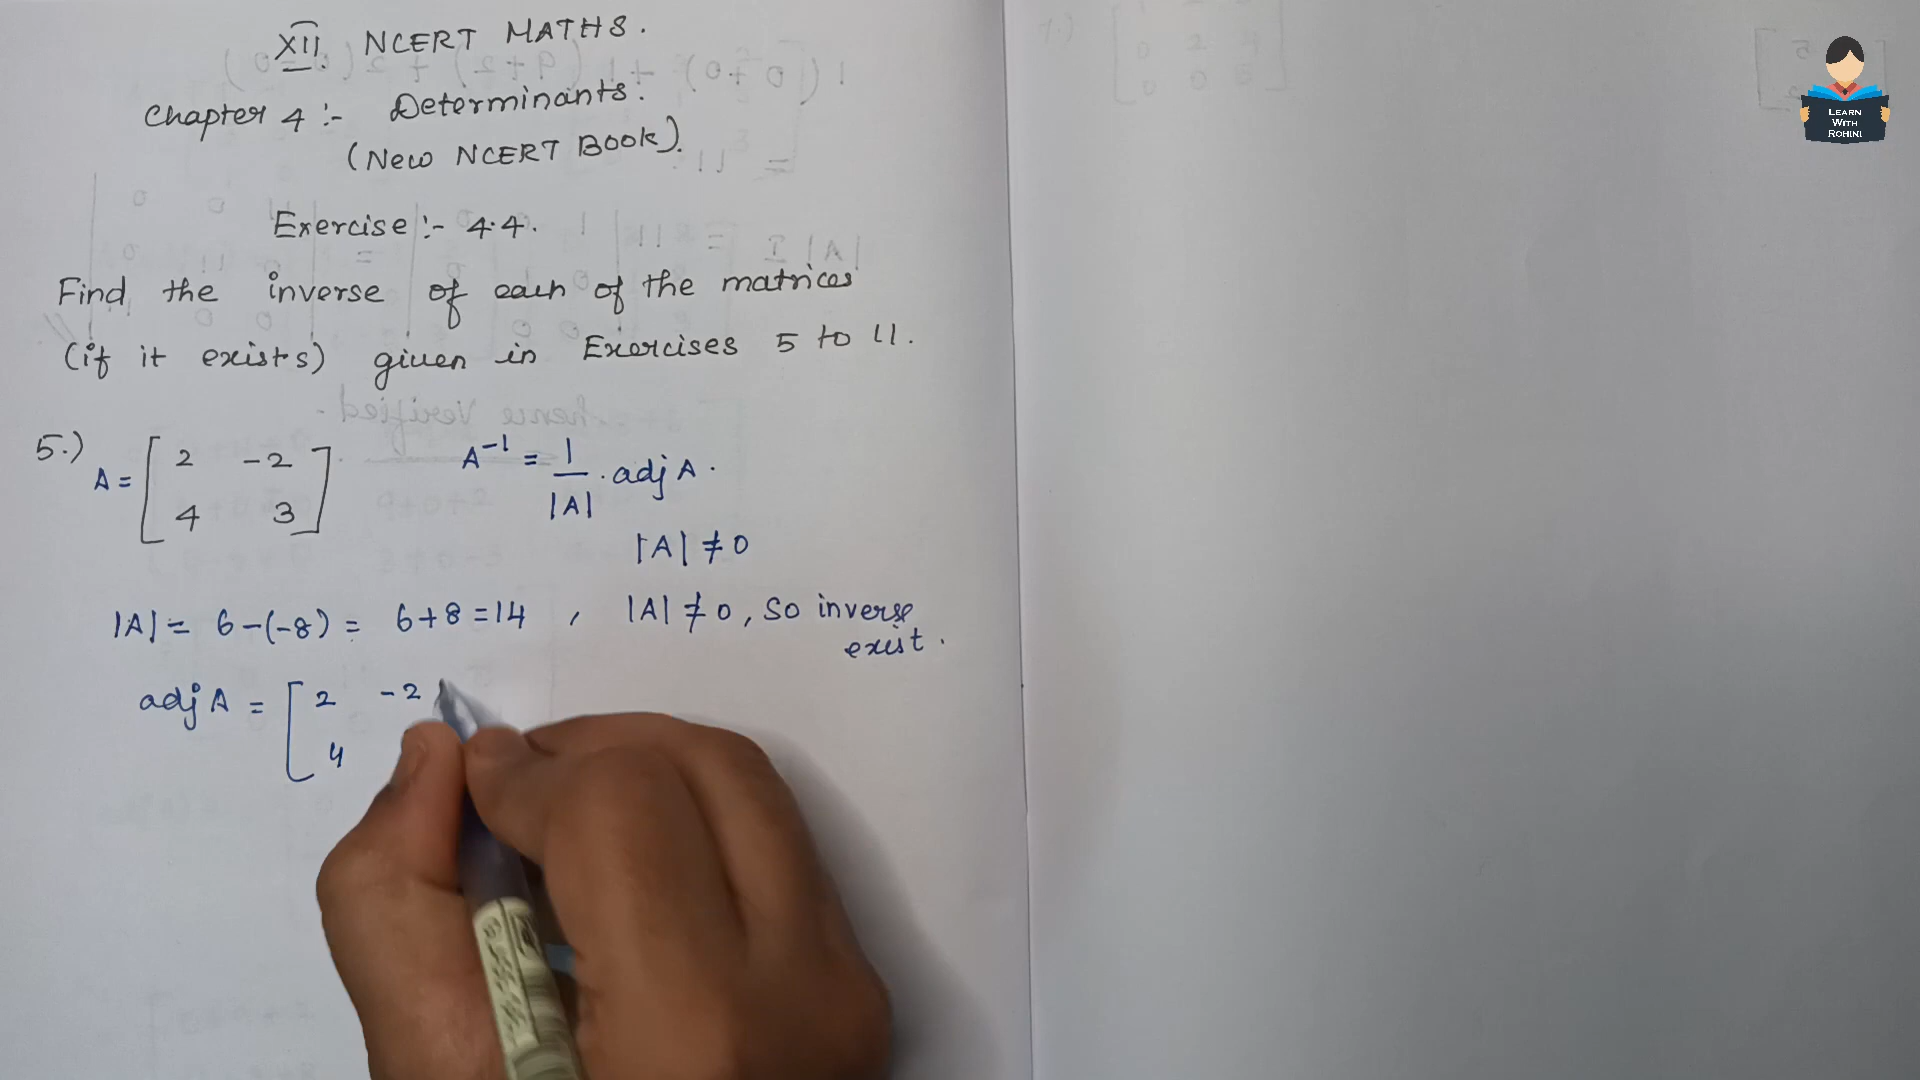 XII NCERT MATHS.
Chapter 4 :- Determinants.
(New NCERT Book).
Exercise :- 4.4.
Find the inverse of each of the matrices
(if it exists) given in Exercises 5 to 11.
5.) A = [ 2 -2
4 3 ]
A⁻¹ = 1/|A| . adj A.
|A| ≠ 0
|A| = 6-(-8) = 6+8 = 14 , |A| ≠ 0, So inverse
exist.
adj A = [ 2 -2
4
LEARN
WITH
ROHINI